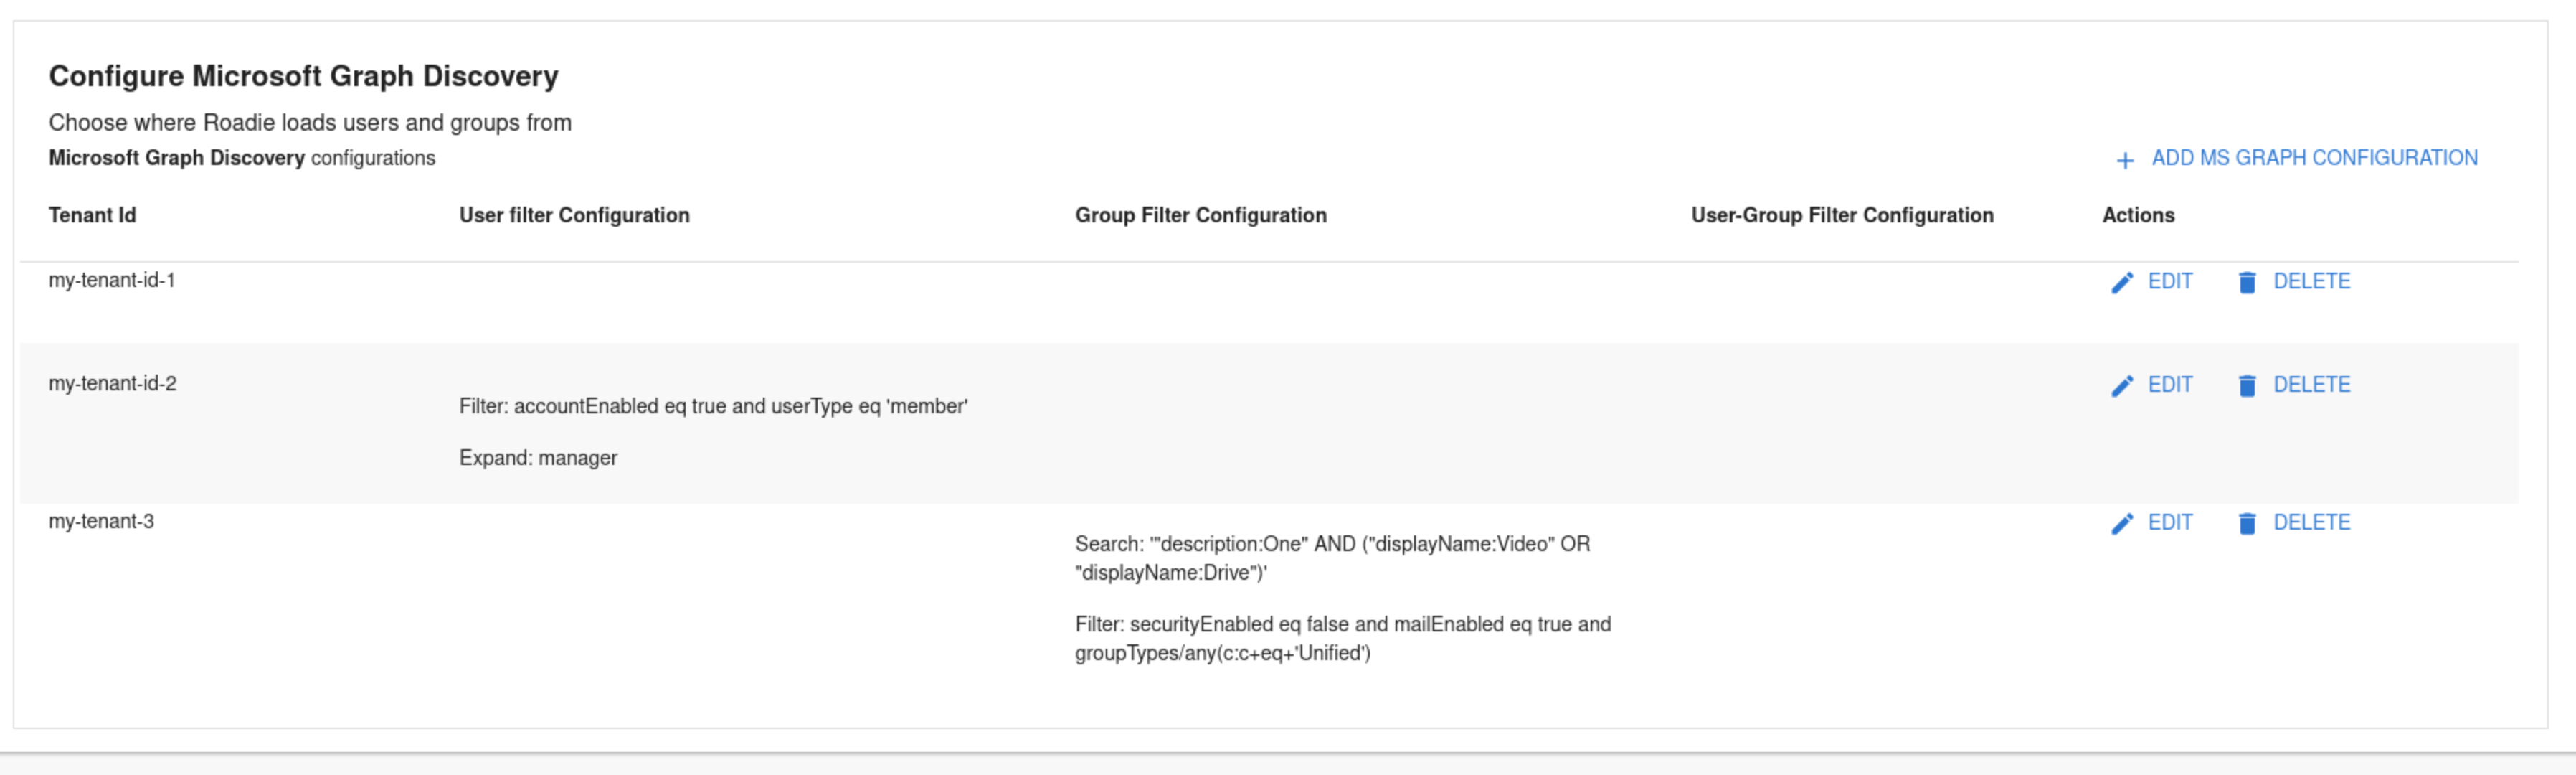 Configure Microsoft Graph Discovery
Choose where Roadie loads users and groups from
Microsoft Graph Discovery configurations
+ ADD MS GRAPH CONFIGURATION
Tenant Id User filter Configuration Group Filter Configuration User-Group Filter Configuration Actions
my-tenant-id-1 EDIT DELETE
my-tenant-id-2 EDIT DELETE
Filter: accountEnabled eq true and userType eq 'member'
Expand: manager
my-tenant-3 EDIT DELETE
Search: '"description:One" AND ("displayName:Video" OR
"displayName:Drive")'
Filter: securityEnabled eq false and mailEnabled eq true and
groupTypes/any(c:c+eq+'Unified')